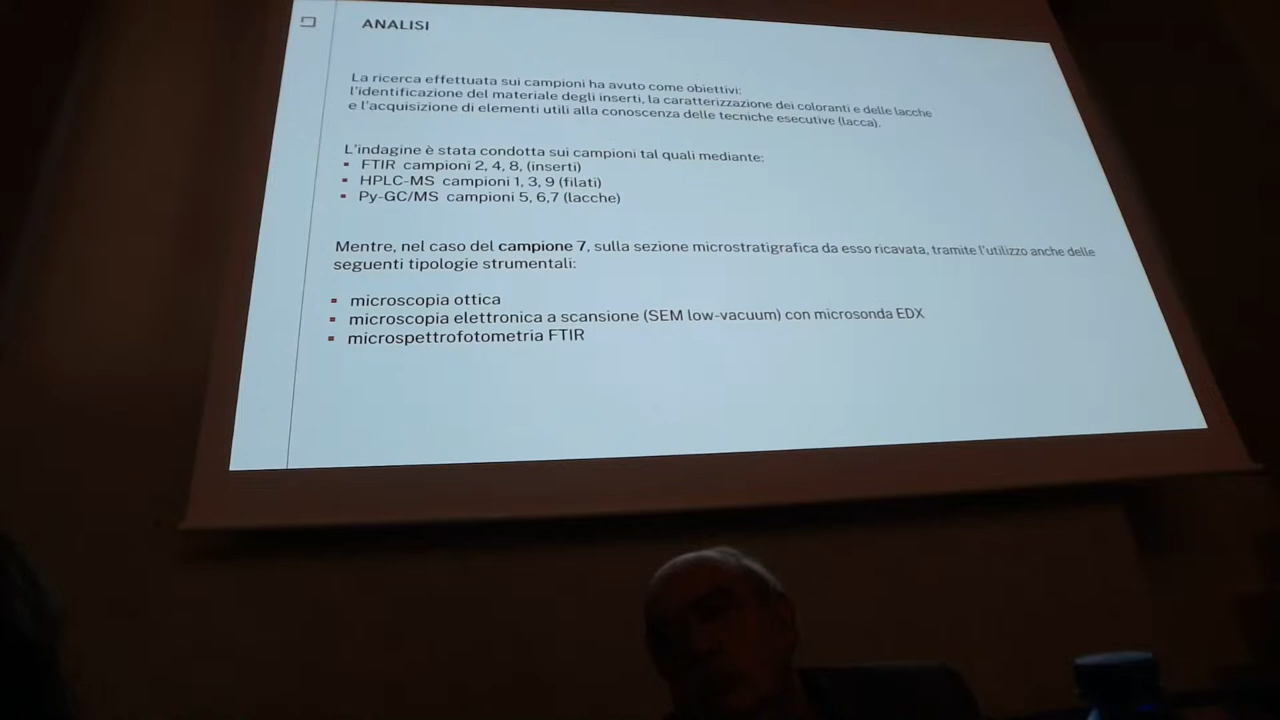 ANALISI
La ricerca effettuata sui campioni ha avuto come obiettivi:
l'identificazione del materiale degli inserti, la caratterizzazione dei coloranti e delle lacche
e l'acquisizione di elementi utili alla conoscenza delle tecniche esecutive (lacca).
L'indagine è stata condotta sui campioni tal quali mediante:
▪ FTIR campioni 2, 4, 8, (inserti)
▪ HPLC-MS campioni 1, 3, 9 (filati)
▪ Py-GC/MS campioni 5, 6,7 (lacche)
Mentre, nel caso del campione 7, sulla sezione microstratigrafica da esso ricavata, tramite l'utilizzo anche delle
seguenti tipologie strumentali:
▪ microscopia ottica
▪ microscopia elettronica a scansione (SEM low-vacuum) con microsonda EDX
▪ microspettrofotometria FTIR